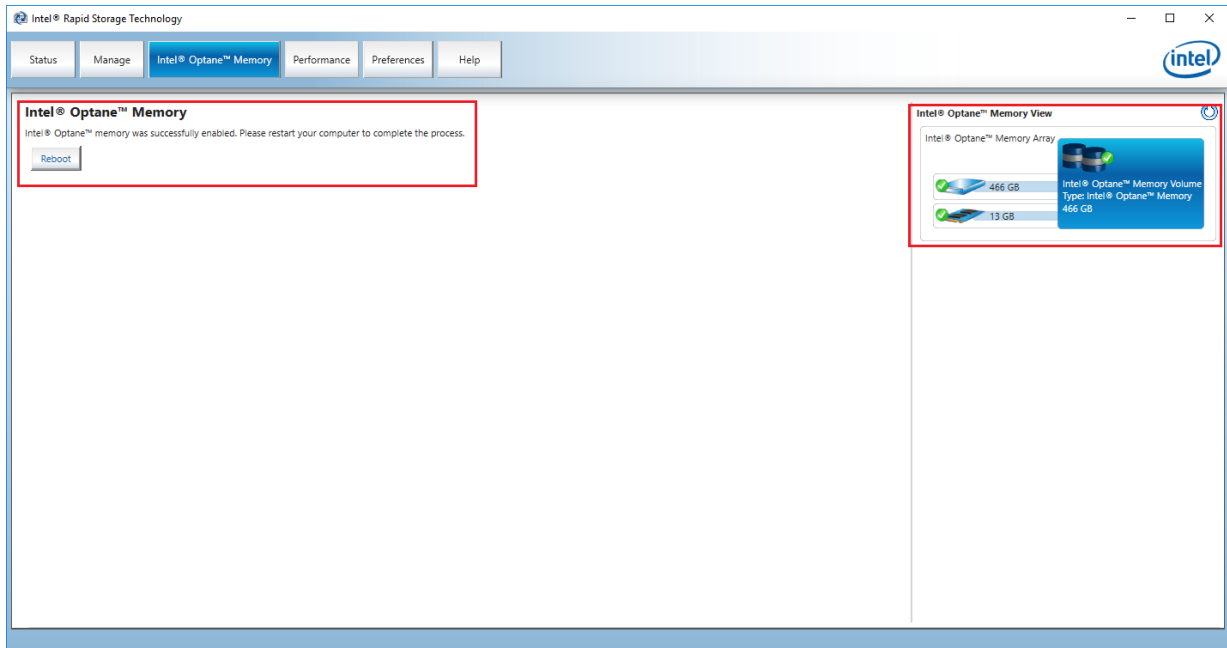 Intel® Rapid Storage Technology
Status
Manage
Intel® Optane™ Memory
Performance
Preferences
Help
intel
Intel® Optane™ Memory
Intel® Optane™ memory was successfully enabled. Please restart your computer to complete the process.
Reboot
Intel® Optane™ Memory View
Intel® Optane™ Memory Array
466 GB
13 GB
Intel® Optane™ Memory Volume
Type: Intel® Optane™ Memory
466 GB